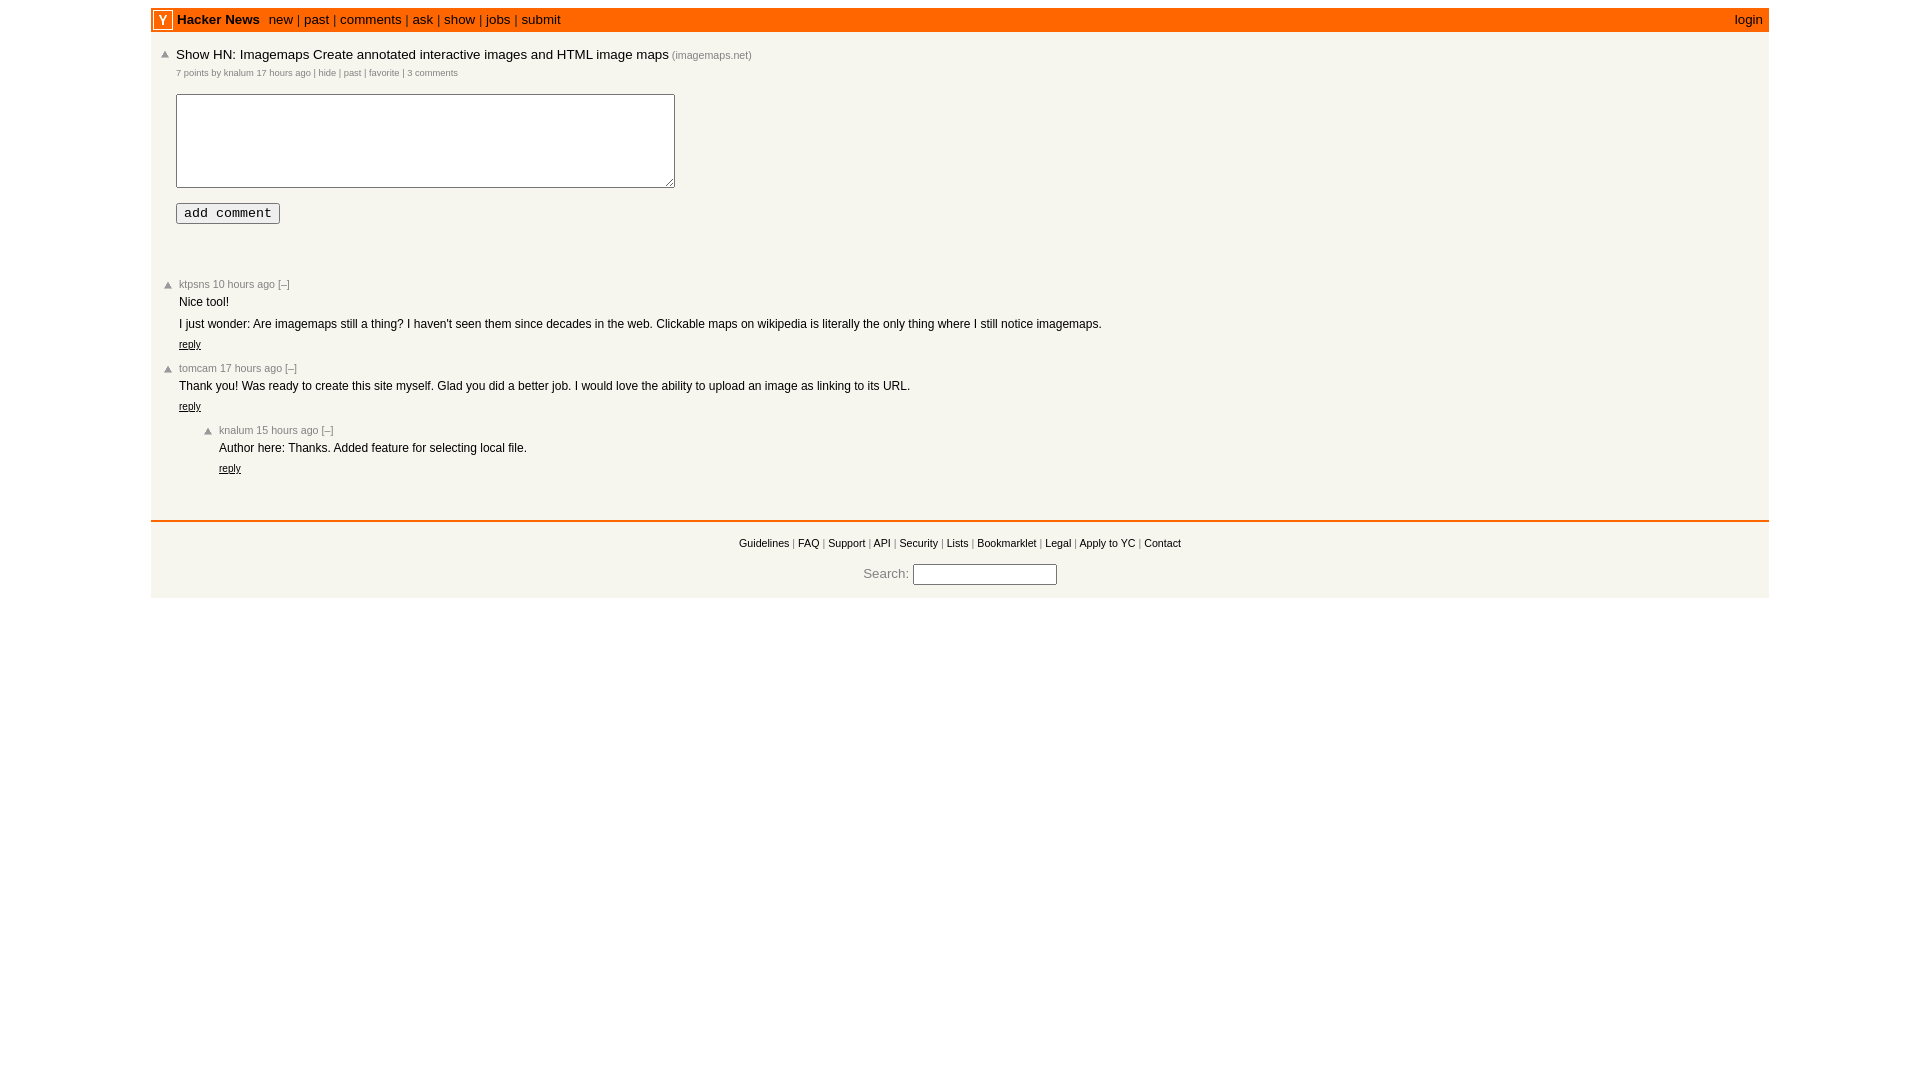 Y Hacker News new | past | comments | ask | show | jobs | submit login
Show HN: Imagemaps Create annotated interactive images and HTML image maps (imagemaps.net)
7 points by knalum 17 hours ago | hide | past | favorite | 3 comments
add comment
ktpsns 10 hours ago [–]
Nice tool!
I just wonder: Are imagemaps still a thing? I haven't seen them since decades in the web. Clickable maps on wikipedia is literally the only thing where I still notice imagemaps.
reply
tomcam 17 hours ago [–]
Thank you! Was ready to create this site myself. Glad you did a better job. I would love the ability to upload an image as linking to its URL.
reply
knalum 15 hours ago [–]
Author here: Thanks. Added feature for selecting local file.
reply
Guidelines | FAQ | Support | API | Security | Lists | Bookmarklet | Legal | Apply to YC | Contact
Search: